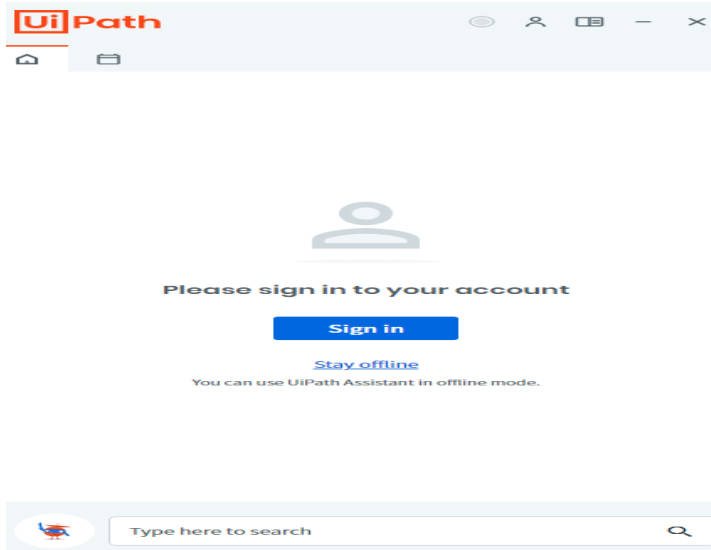 UiPath
Please sign in to your account
Sign in
Stay offline
You can use UiPath Assistant in offline mode.
Type here to search